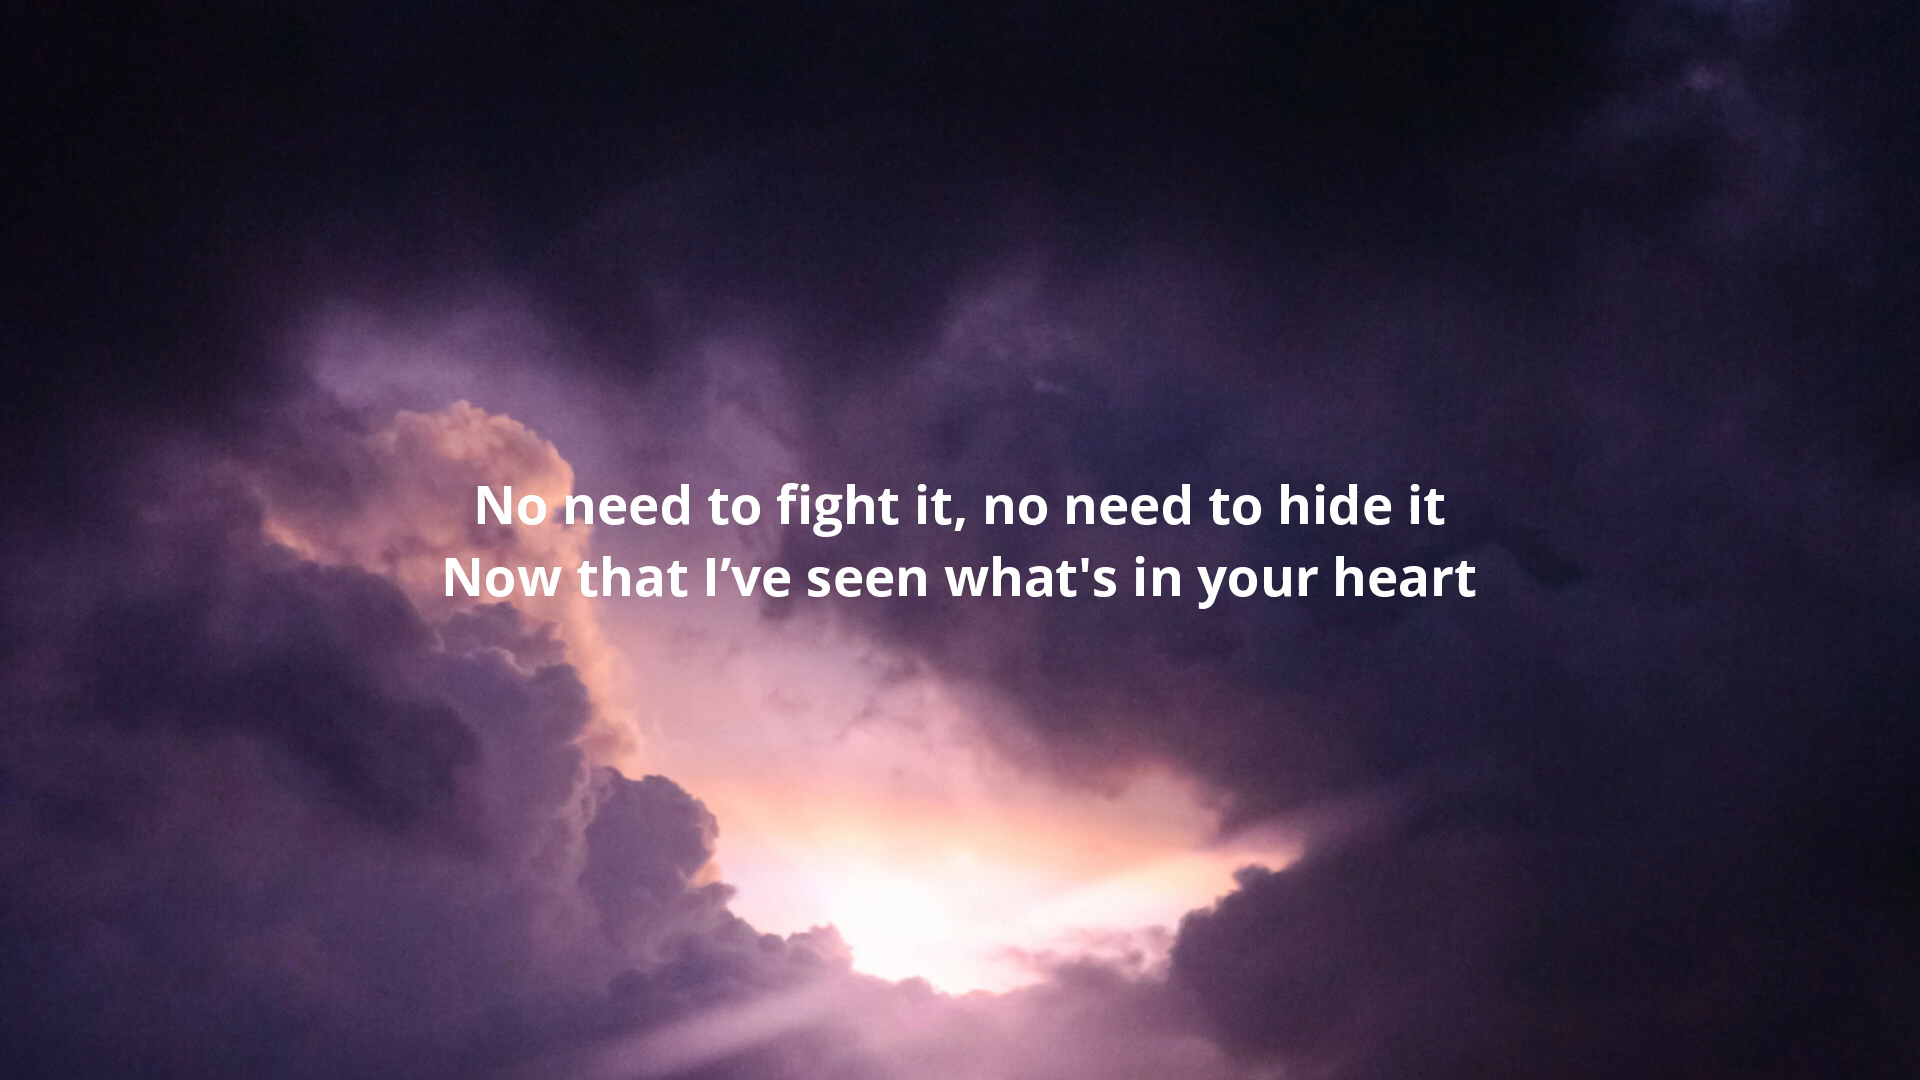 No need to fight it, no need to hide it
Now that I’ve seen what's in your heart